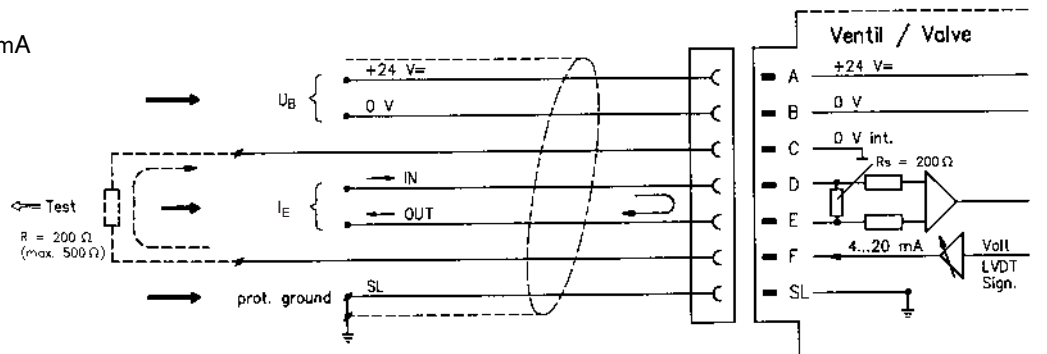 mA
Ventil / Valve
U_B
+24 V=
0 V
A +24 V=
B 0 V
C 0 V int.
Rs = 200 Ω
Test
R = 200 Ω
(max. 500 Ω)
I_E
IN
OUT
D
E
F 4...20 mA
Volt
LVDT
Sign.
prot. ground
SL
SL